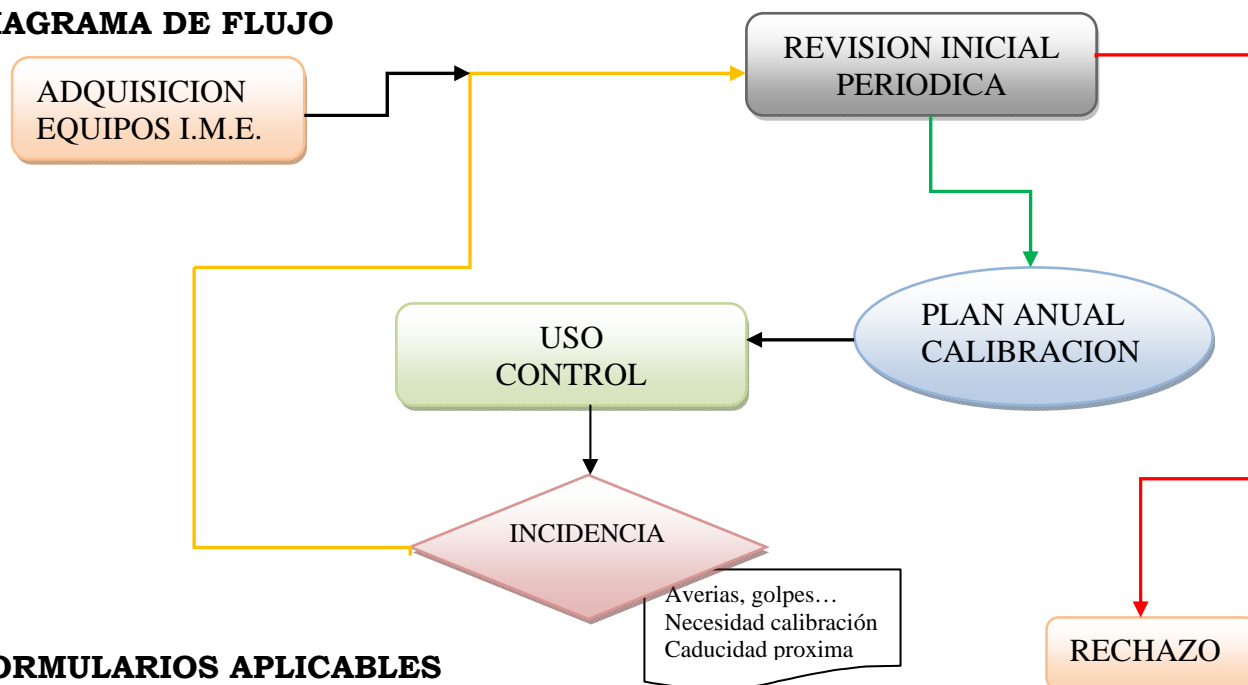 IAGRAMA DE FLUJO
ADQUISICION
EQUIPOS I.M.E.
REVISION INICIAL
PERIODICA
PLAN ANUAL
CALIBRACION
USO
CONTROL
INCIDENCIA
Averias, golpes…
Necesidad calibración
Caducidad proxima
RECHAZO
ORMULARIOS APLICABLES